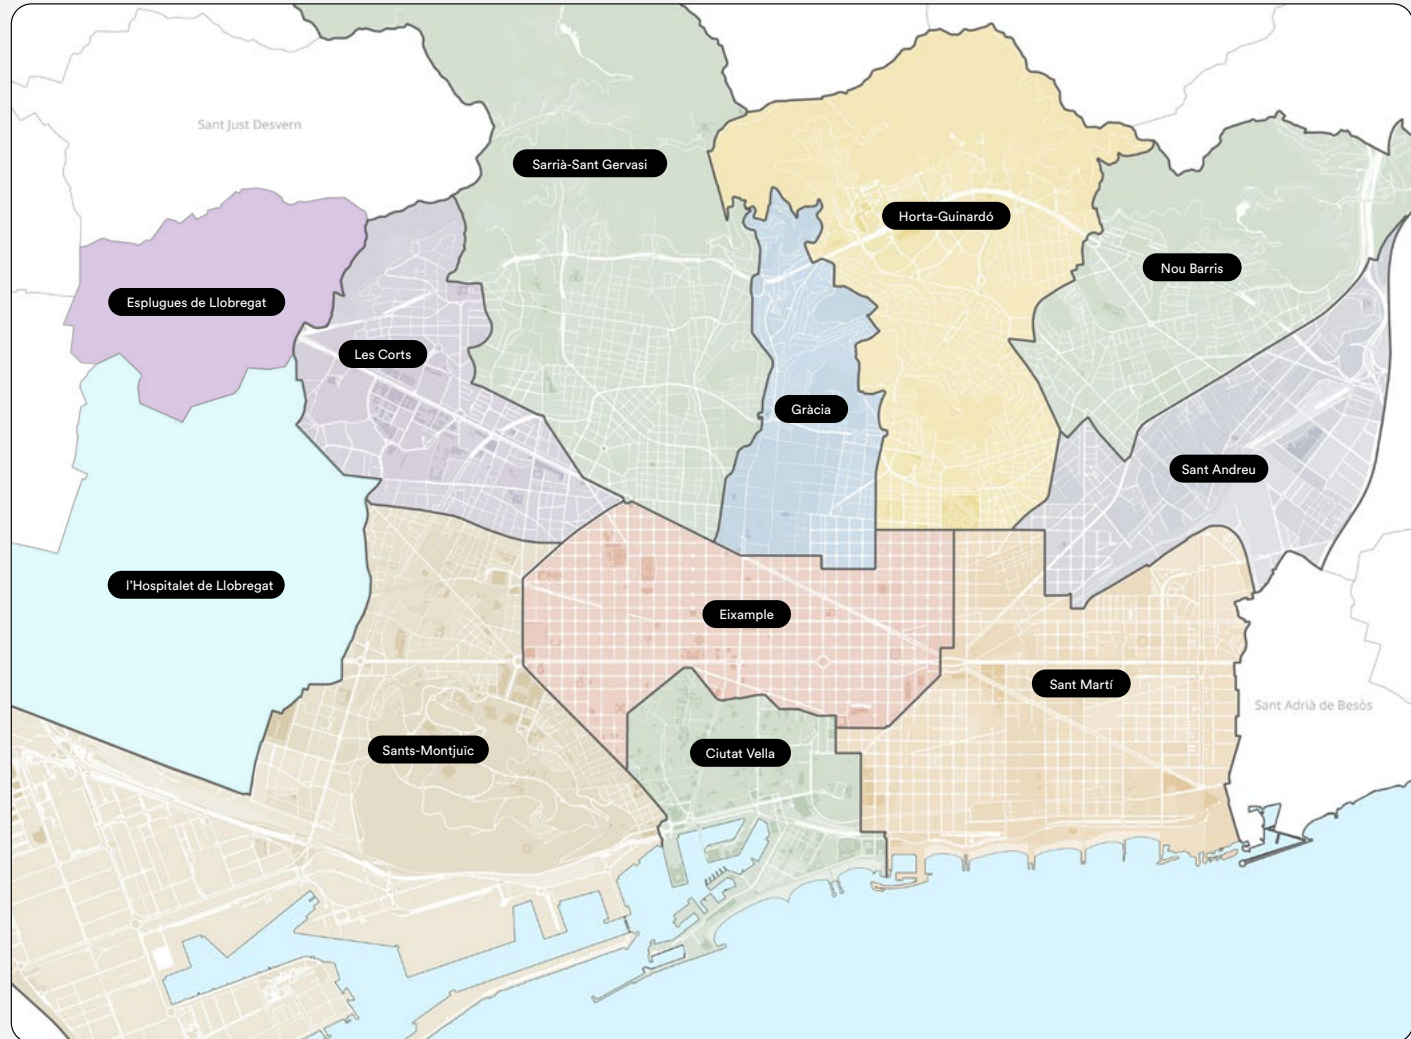 Sant Just Desvern
Sarrià-Sant Gervasi
Horta-Guinardó
Nou Barris
Esplugues de Llobregat
Les Corts
Gràcia
Sant Andreu
l'Hospitalet de Llobregat
Eixample
Sant Martí
Sant Adrià de Besòs
Sants-Montjuïc
Ciutat Vella